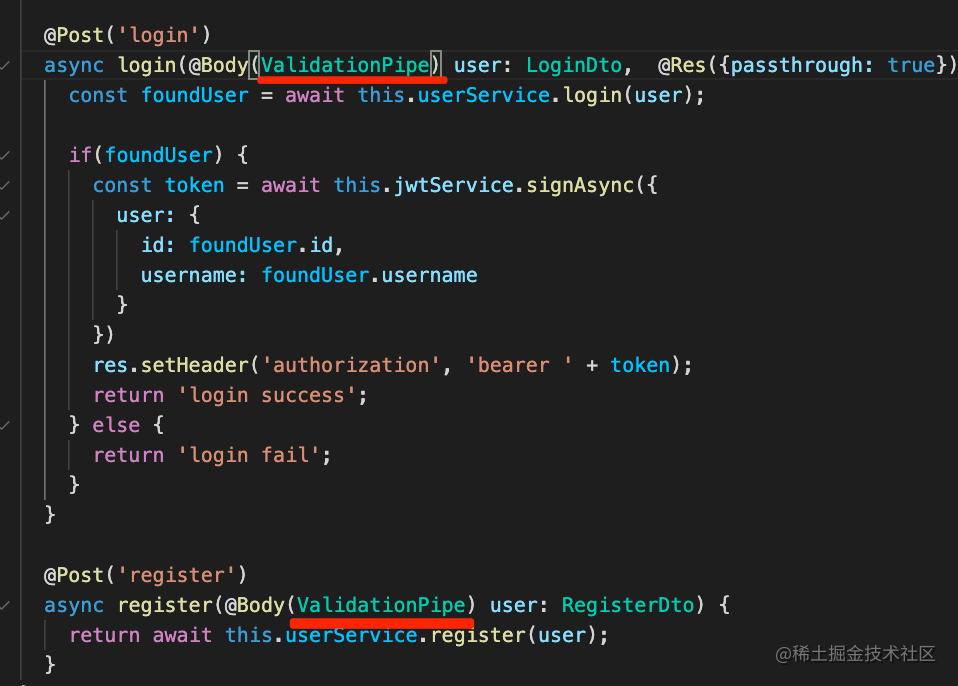 @Post('login')
async login(@Body(ValidationPipe) user: LoginDto,  @Res({passthrough: true})
  const foundUser = await this.userService.login(user);
  if(foundUser) {
    const token = await this.jwtService.signAsync({
      user: {
        id: foundUser.id,
        username: foundUser.username
      }
    })
    res.setHeader('authorization', 'bearer ' + token);
    return 'login success';
  } else {
    return 'login fail';
  }
}
@Post('register')
async register(@Body(ValidationPipe) user: RegisterDto) {
  return await this.userService.register(user);
}
@稀土掘金技术社区